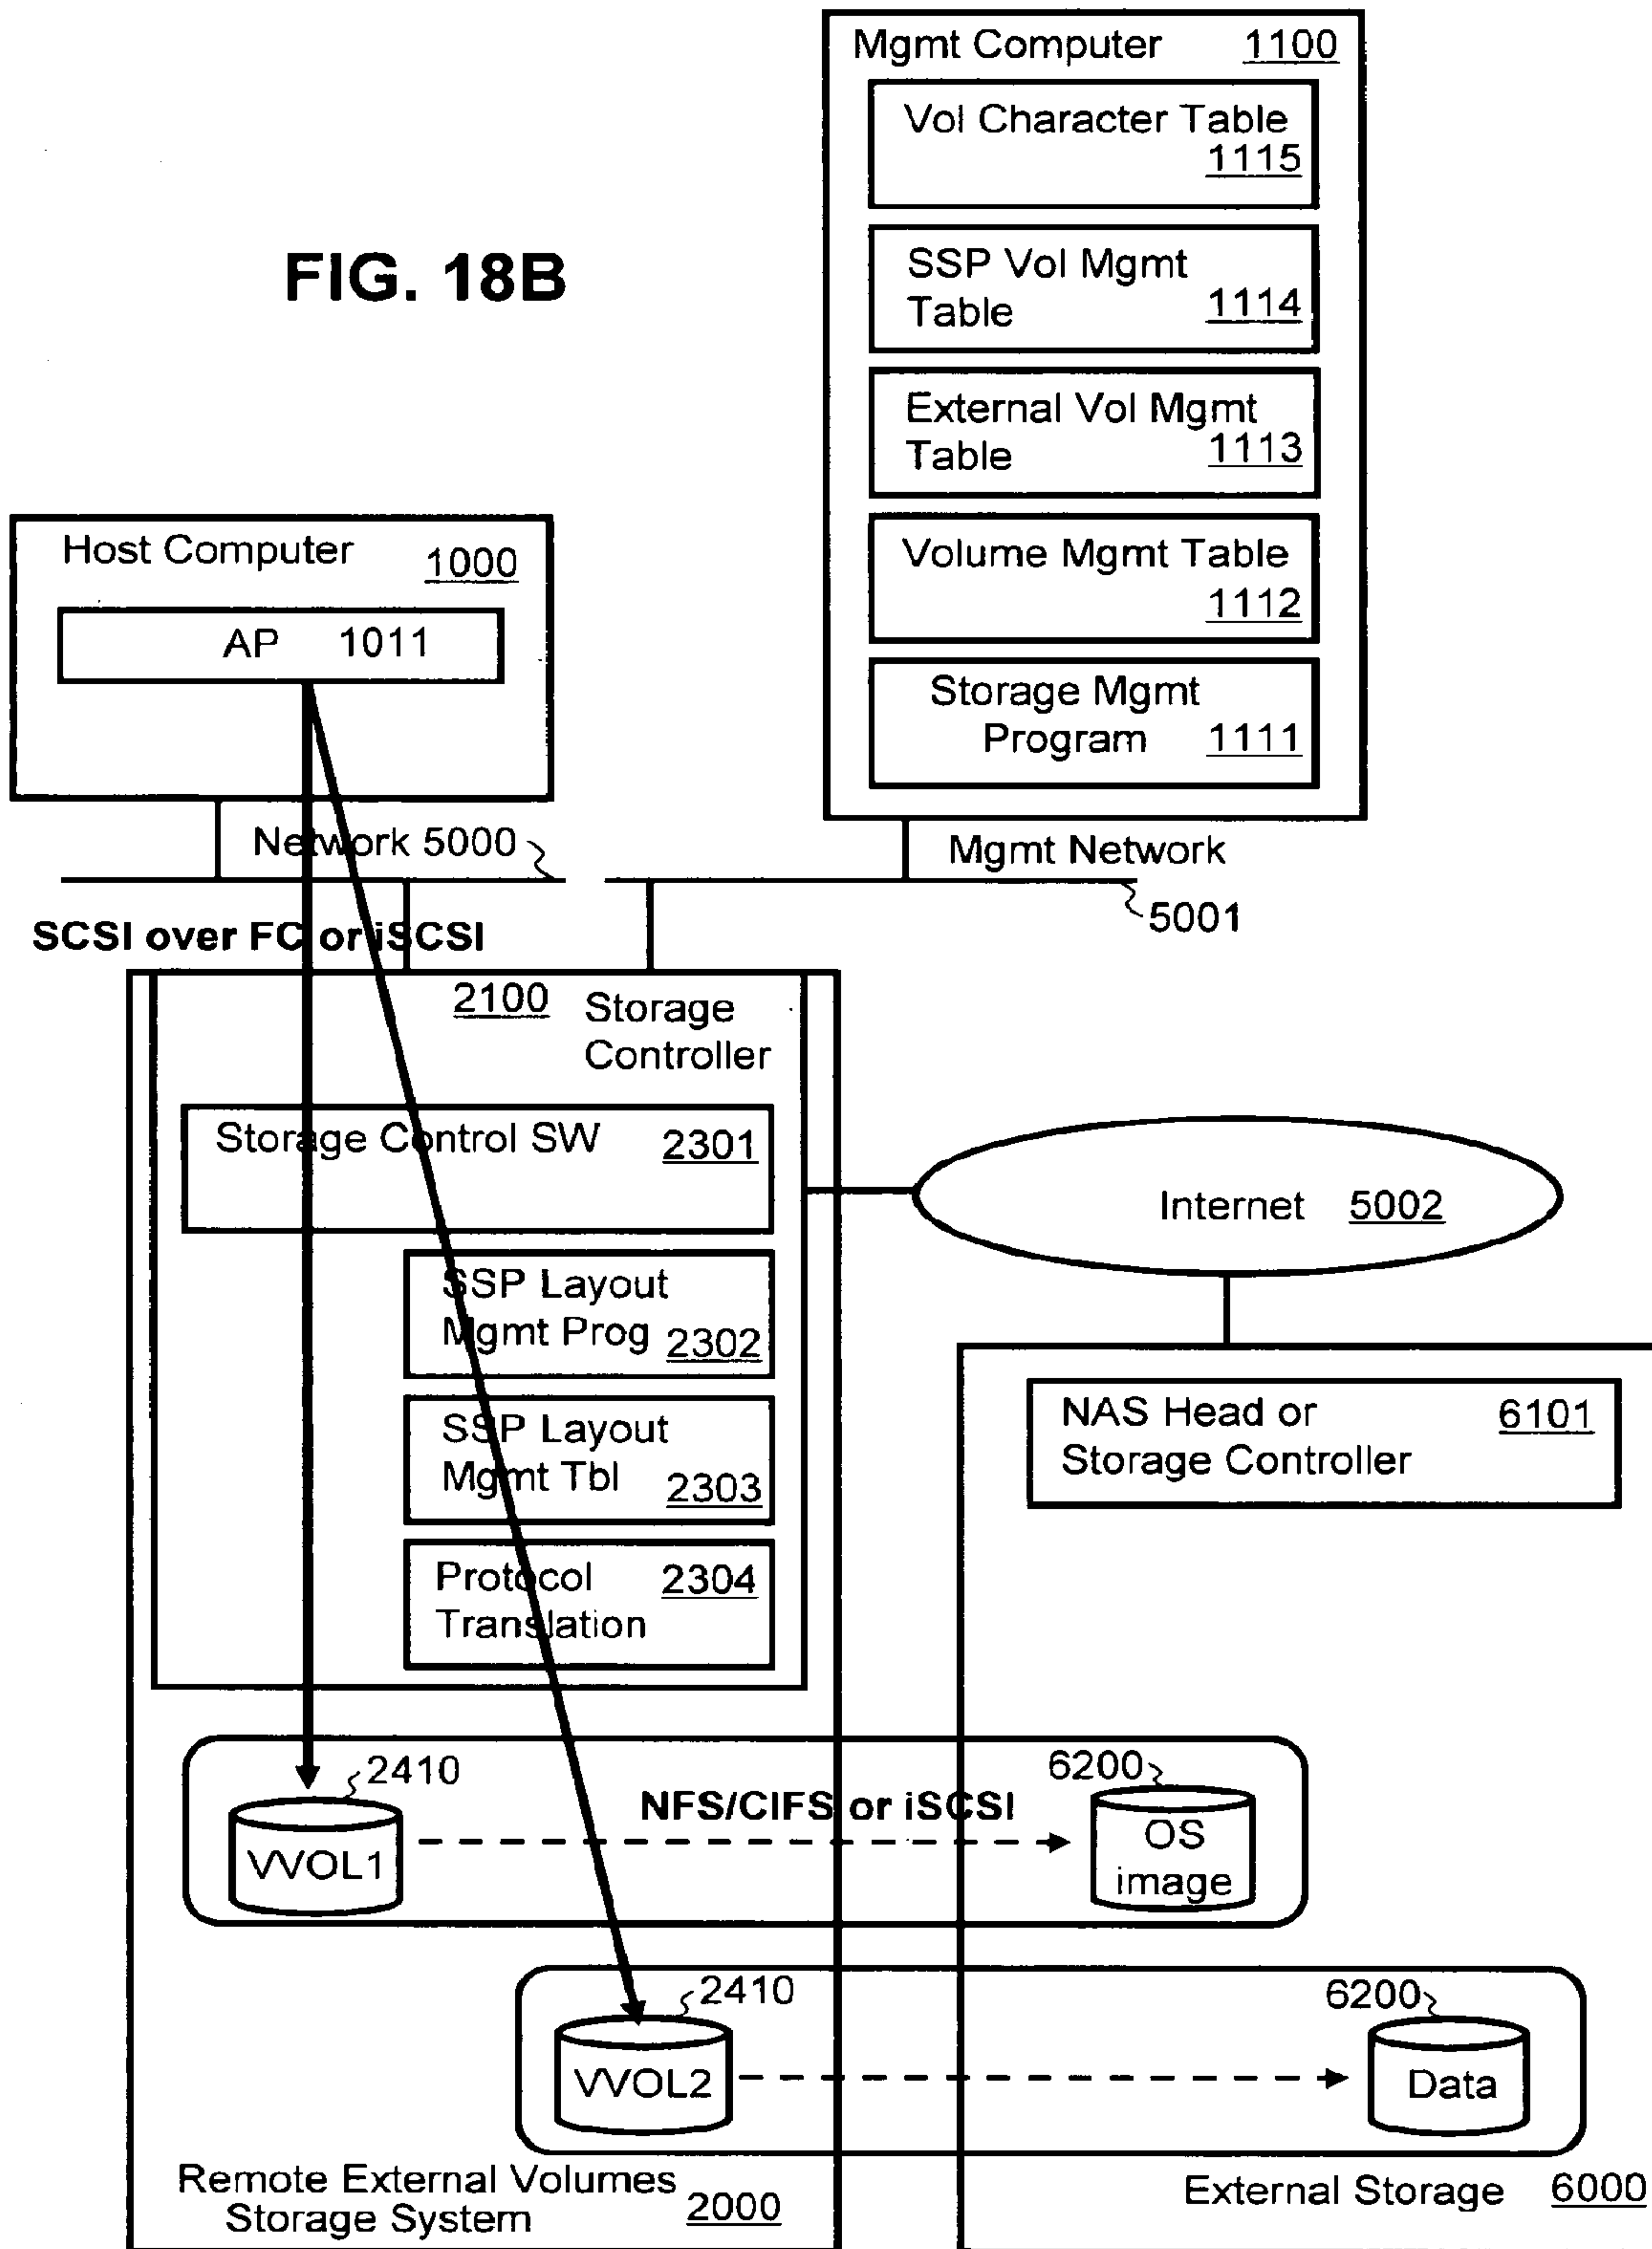 Mgmt Computer 1100
Vol Character Table
1115
SSP Vol Mgmt
Table 1114
External Vol Mgmt
Table 1113
Volume Mgmt Table
1112
Storage Mgmt
Program 1111
FIG. 18B
Host Computer 1000
AP 1011
Network 5000
Mgmt Network
5001
SCSI over FC or iSCSI
2100 Storage
Controller
Storage Control SW 2301
SSP Layout
Mgmt Prog 2302
SSP Layout
Mgmt Tbl 2303
Protocol 2304
Translation
Internet 5002
NAS Head or 6101
Storage Controller
2410
6200
NFS/CIFS or iSCSI
VVOL1
OS
image
2410
6200
VVOL2
Data
Remote External Volumes
Storage System 2000
External Storage 6000